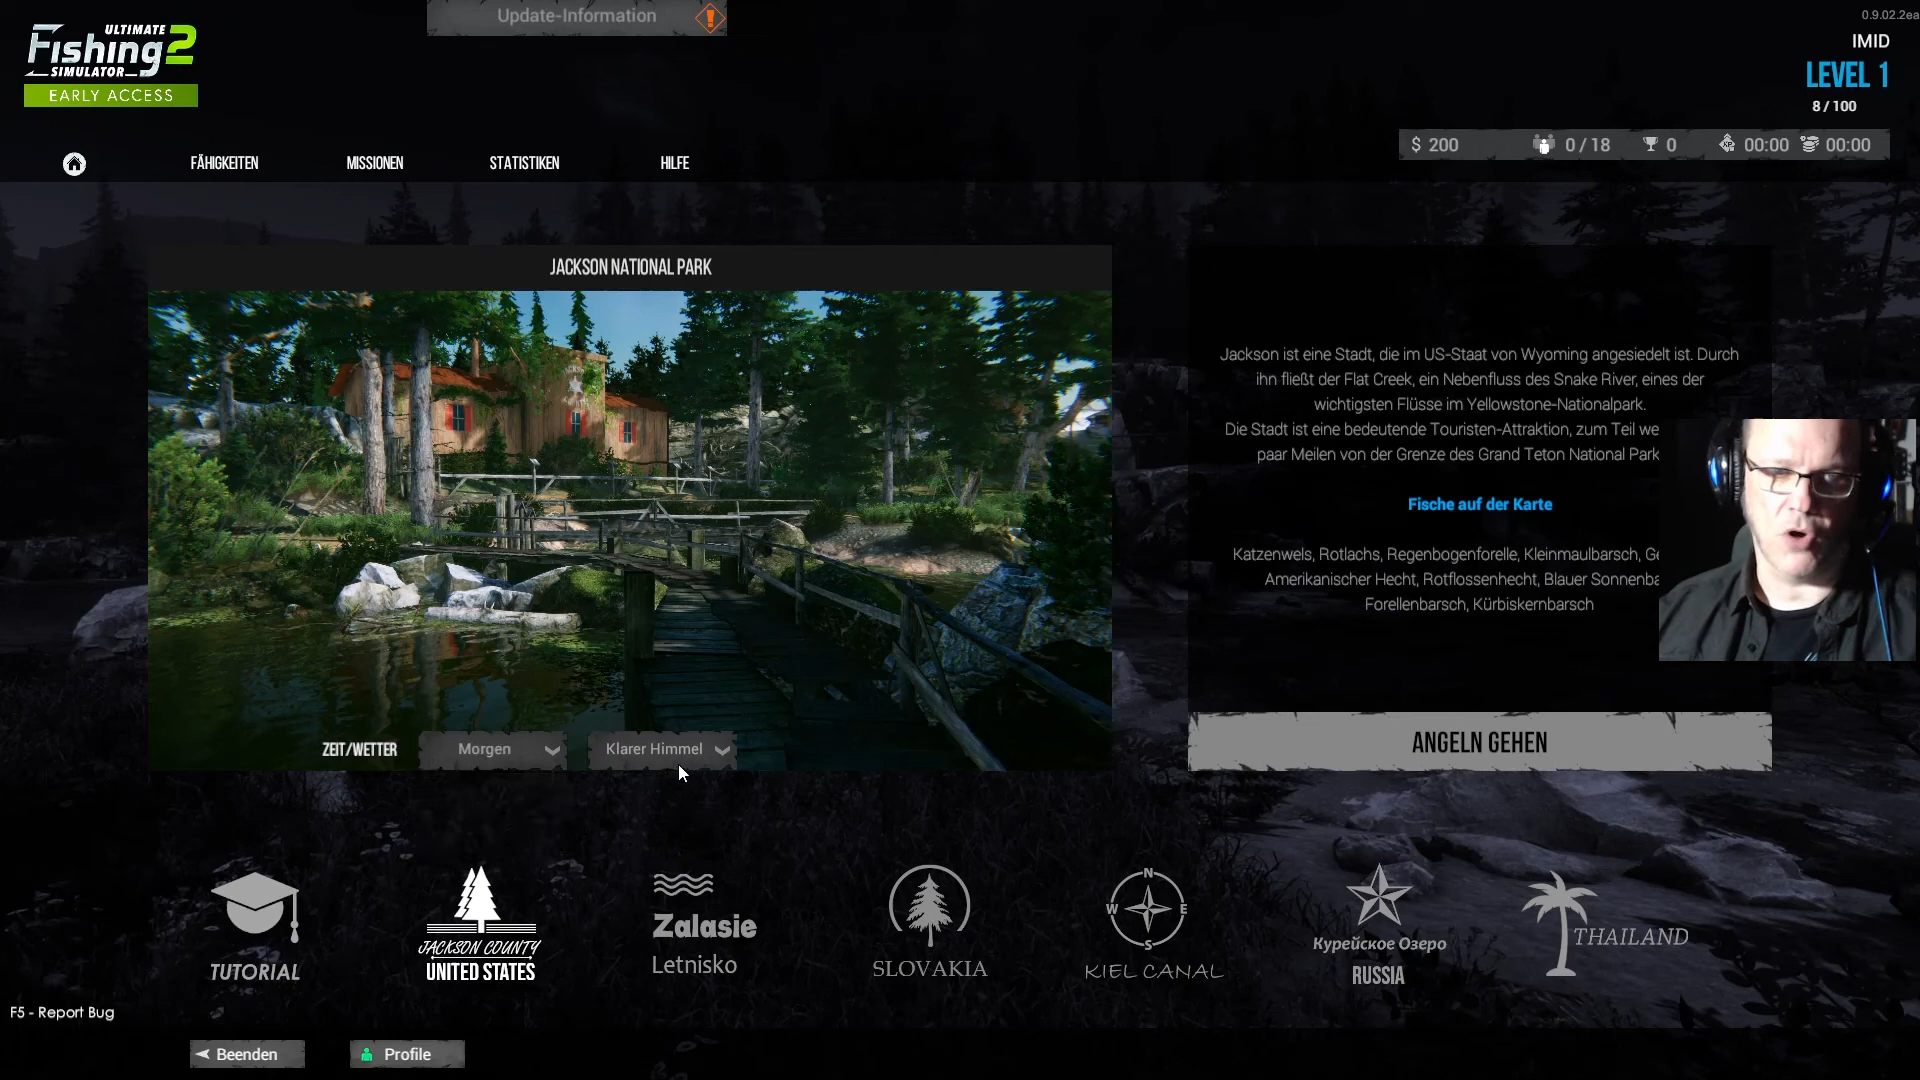 Update-Information
0.9.02.2ea
ULTIMATE
Fishing 2
SIMULATOR
EARLY ACCESS
IMID
LEVEL 1
8 / 100
$ 200 0 / 18 0 00:00 00:00
FÄHIGKEITEN MISSIONEN STATISTIKEN HILFE
JACKSON NATIONAL PARK
Jackson ist eine Stadt, die im US-Staat von Wyoming angesiedelt ist. Durch
ihn fließt der Flat Creek, ein Nebenfluss des Snake River, eines der
wichtigsten Flüsse im Yellowstone-Nationalpark.
Die Stadt ist eine bedeutende Touristen-Attraktion, zum Teil we
paar Meilen von der Grenze des Grand Teton National Park
Fische auf der Karte
Katzenwels, Rotlachs, Regenbogenforelle, Kleinmaulbarsch, Ge
Amerikanischer Hecht, Rotflossenhecht, Blauer Sonnenba
Forellenbarsch, Kürbiskernbarsch
ZEIT/WETTER Morgen Klarer Himmel
ANGELN GEHEN
TUTORIAL
JACKSON COUNTY
UNITED STATES
Zalasie
Letnisko
SLOVAKIA
N
W E
S
KIEL CANAL
Курейское Озеро
RUSSIA
THAILAND
F5 - Report Bug
Beenden Profile